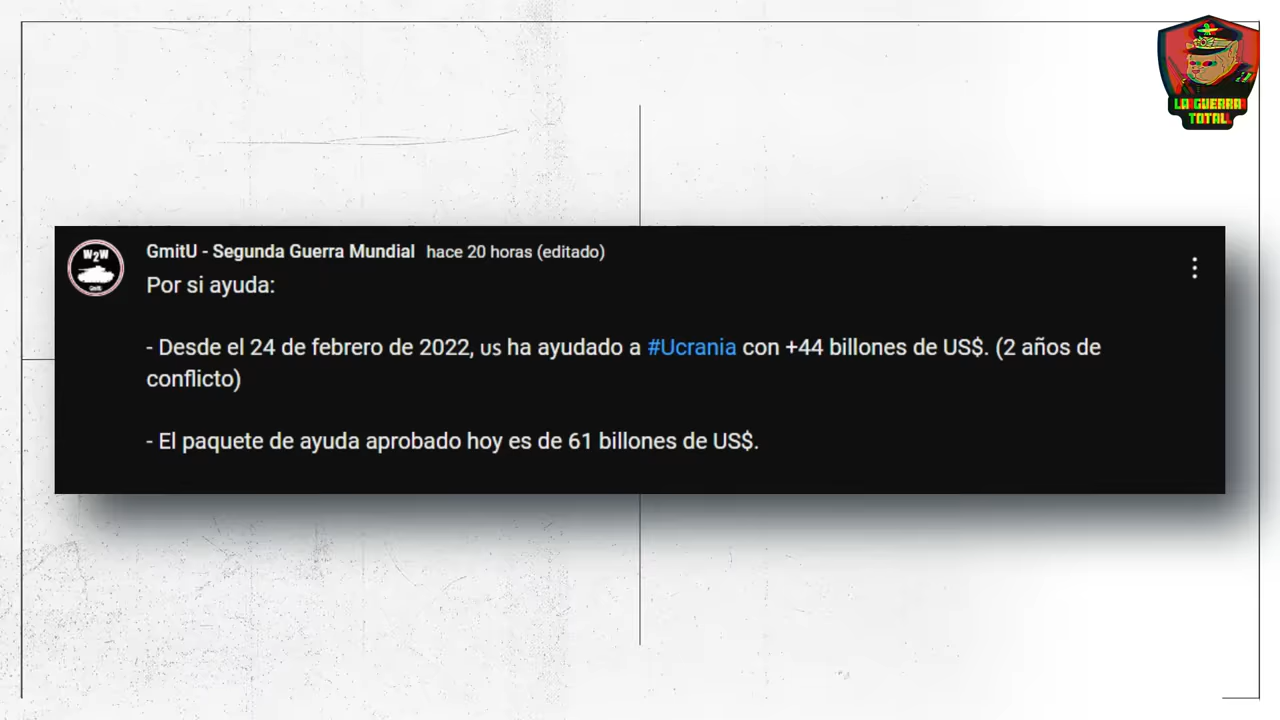 LA GUERRA
TOTAL
W2W
GmitU
GmitU - Segunda Guerra Mundial hace 20 horas (editado)
Por si ayuda:
- Desde el 24 de febrero de 2022, us ha ayudado a #Ucrania con +44 billones de US$. (2 años de
conflicto)
- El paquete de ayuda aprobado hoy es de 61 billones de US$.